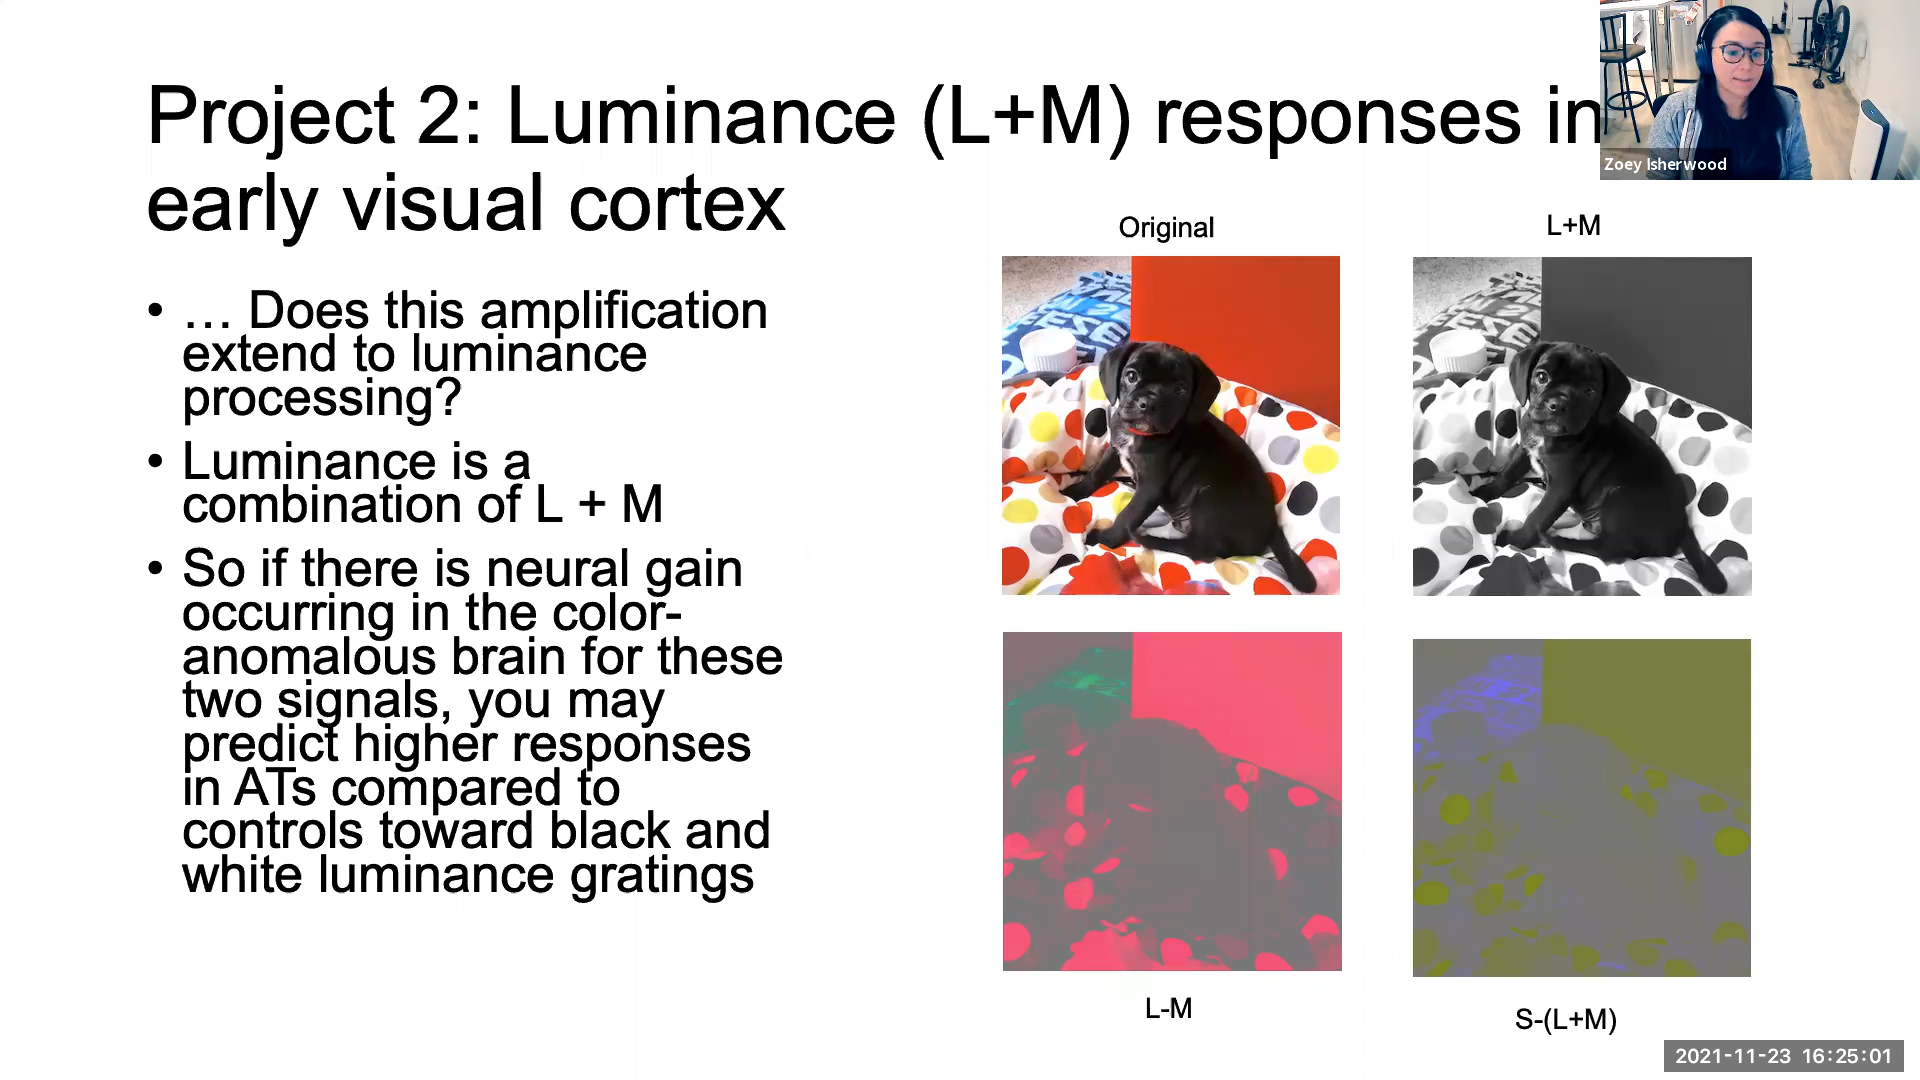 Project 2: Luminance (L+M) responses in
early visual cortex
Zoey Isherwood
• … Does this amplification
extend to luminance
processing?
• Luminance is a
combination of L + M
• So if there is neural gain
occurring in the color-
anomalous brain for these
two signals, you may
predict higher responses
in ATs compared to
controls toward black and
white luminance gratings
Original
L+M
L-M
S-(L+M)
2021-11-23 16:25:01